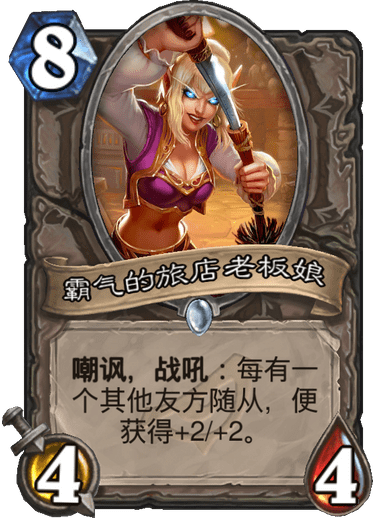 8
霸气的旅店老板娘
嘲讽，战吼：每有一
个其他友方随从，便
获得+2/+2。
4
4